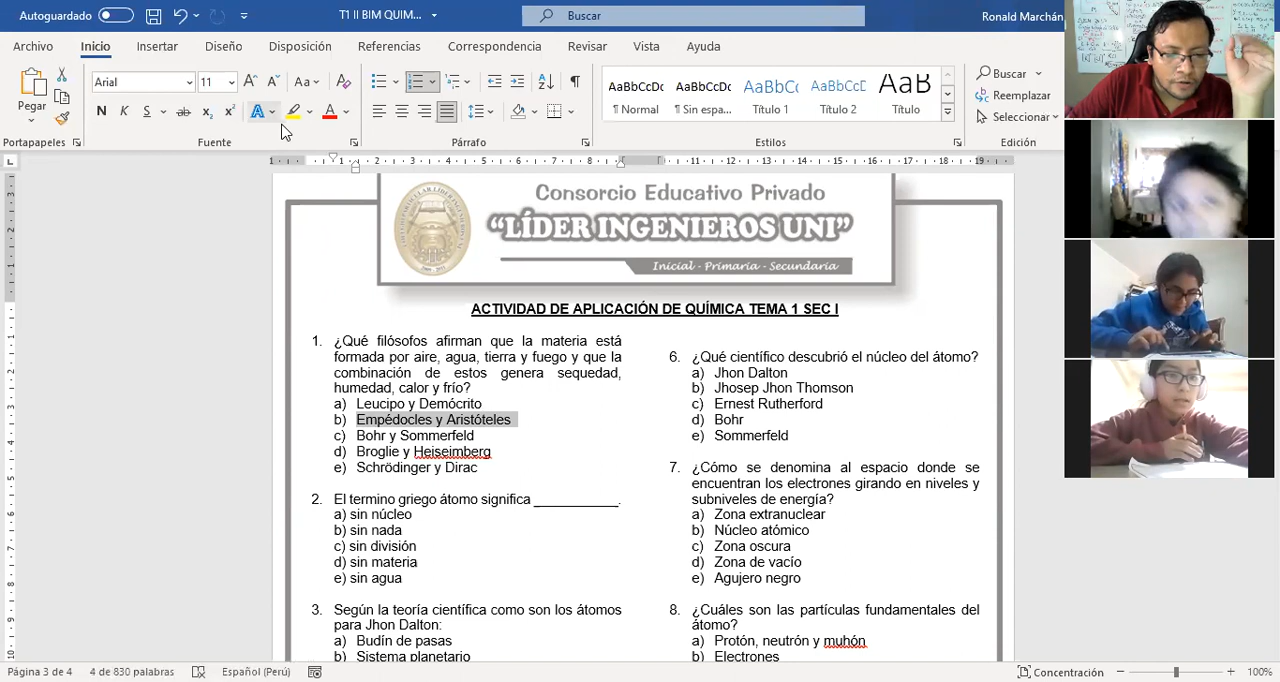 Autoguardado
T1 II BIM QUIM...
Buscar
Ronald Marchán
Archivo Inicio Insertar Diseño Disposición Referencias Correspondencia Revisar Vista Ayuda
Pegar
Arial 11
Aa
N K S ab x₂ x² A A
Portapapeles Fuente Párrafo Estilos Edición
AaBbCcDc AaBbCcDc AaBbCc AaBbCcD AaB
¶ Normal ¶ Sin espa... Título 1 Título 2 Título
Buscar
Reemplazar
Seleccionar
Consorcio Educativo Privado
“LÍDER INGENIEROS UNI”
Inicial - Primaria - Secundaria
ACTIVIDAD DE APLICACIÓN DE QUÍMICA TEMA 1 SEC I
1. ¿Qué filósofos afirman que la materia está
formada por aire, agua, tierra y fuego y que la
combinación de estos genera sequedad,
humedad, calor y frío?
a) Leucipo y Demócrito
b) Empédocles y Aristóteles
c) Bohr y Sommerfeld
d) Broglie y Heiseimberg
e) Schrödinger y Dirac
2. El termino griego átomo significa ____________.
a) sin núcleo
b) sin nada
c) sin división
d) sin materia
e) sin agua
3. Según la teoría científica como son los átomos
para Jhon Dalton:
a) Budín de pasas
b) Sistema planetario
6. ¿Qué científico descubrió el núcleo del átomo?
a) Jhon Dalton
b) Jhosep Jhon Thomson
c) Ernest Rutherford
d) Bohr
e) Sommerfeld
7. ¿Cómo se denomina al espacio donde se
encuentran los electrones girando en niveles y
subniveles de energía?
a) Zona extranuclear
b) Núcleo atómico
c) Zona oscura
d) Zona de vacío
e) Agujero negro
8. ¿Cuáles son las partículas fundamentales del
átomo?
a) Protón, neutrón y muhón
b) Electrones
Página 3 de 4 4 de 830 palabras Español (Perú) Concentración 100%